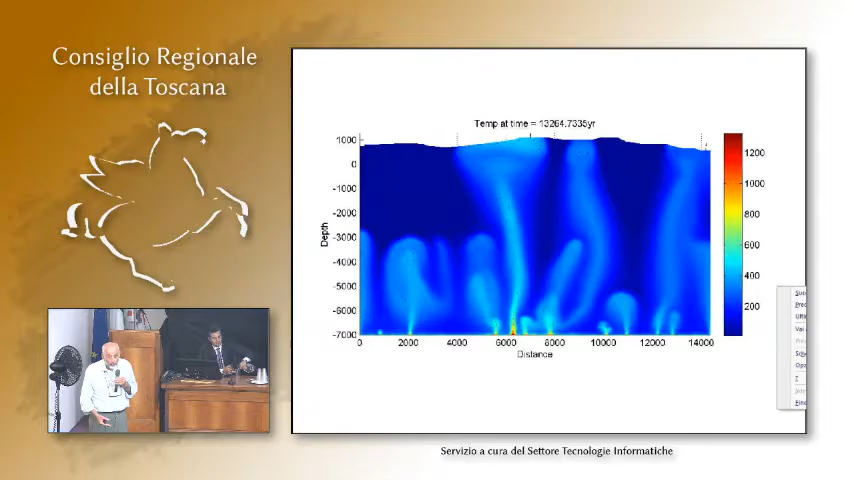 Consiglio Regionale
della Toscana
Temp at time = 13264.7335yr
1000
0
-1000
-2000
-3000
-4000
-5000
-6000
-7000
Depth
0 2000 4000 6000 8000 10000 12000 14000
Distance
1200
1000
800
600
400
200
Servizio a cura del Settore Tecnologie Informatiche